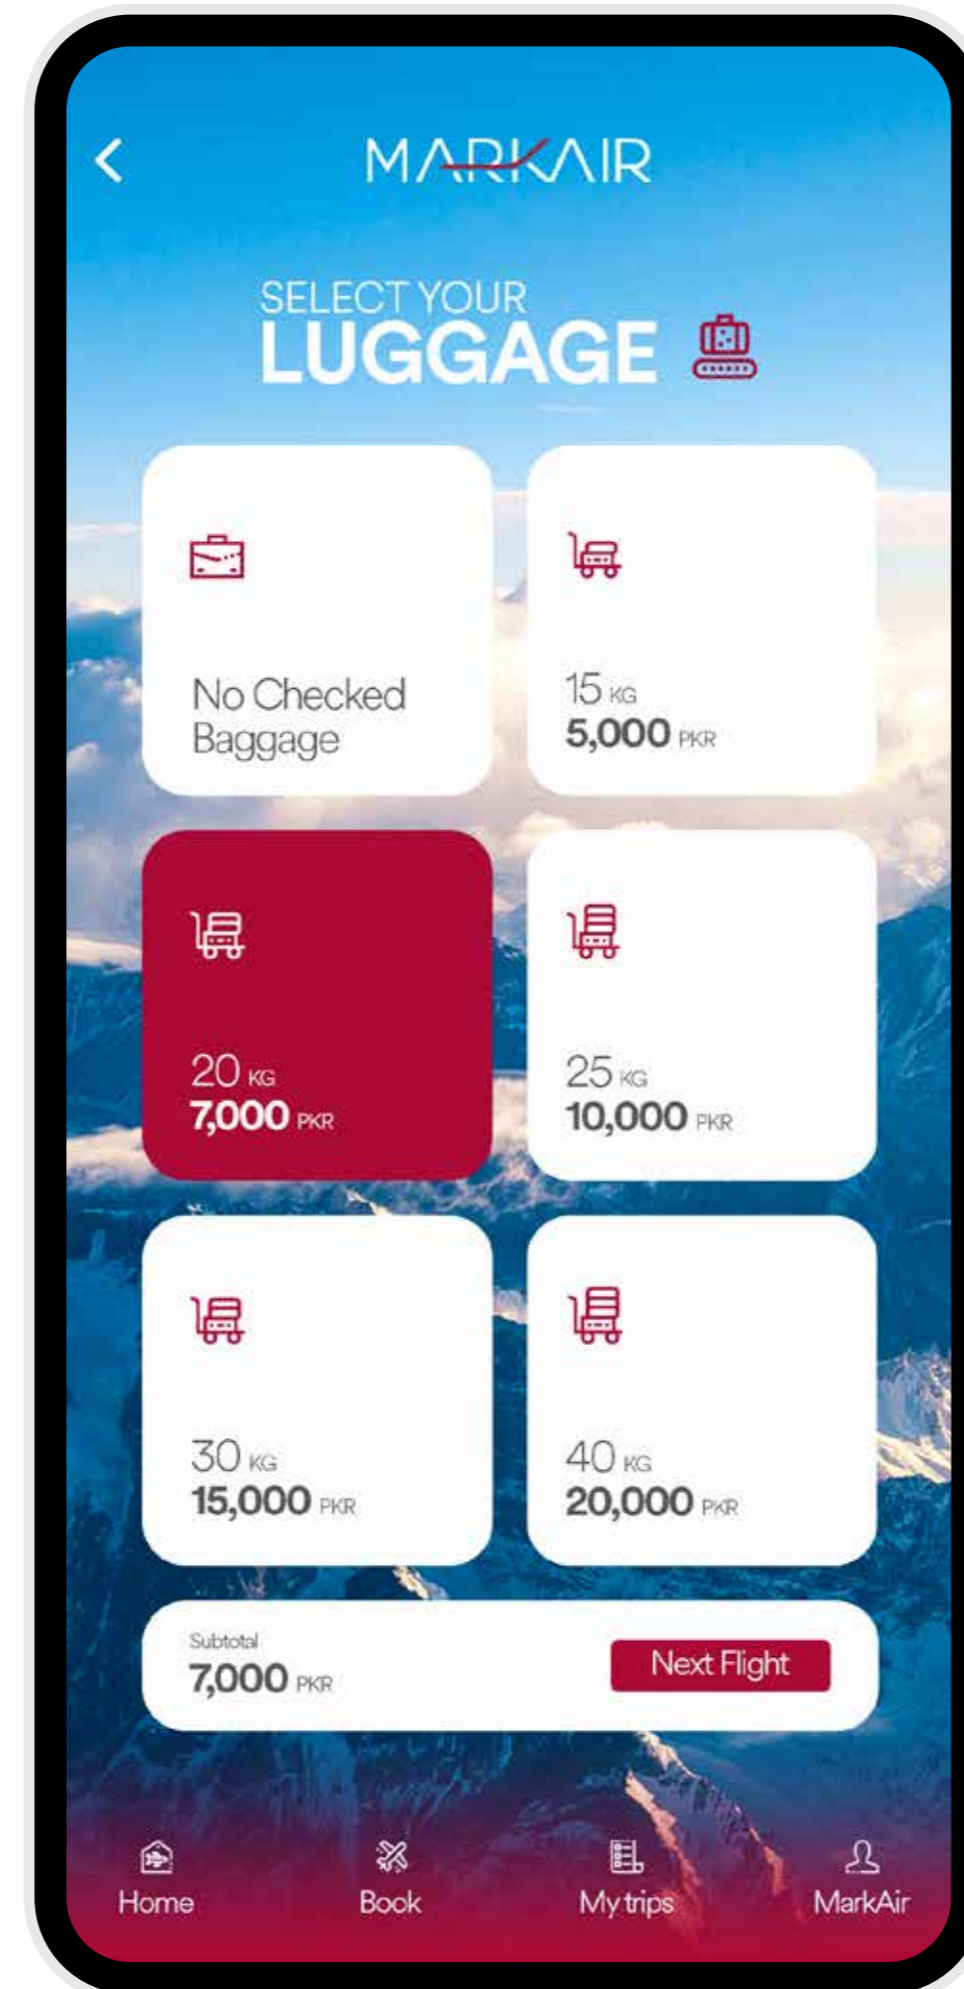 MARKAIR
SELECT YOUR
LUGGAGE
No Checked
Baggage
15 KG
5,000 PKR
20 KG
7,000 PKR
25 KG
10,000 PKR
30 KG
15,000 PKR
40 KG
20,000 PKR
Subtotal
7,000 PKR
Next Flight
Home
Book
My trips
MarkAir